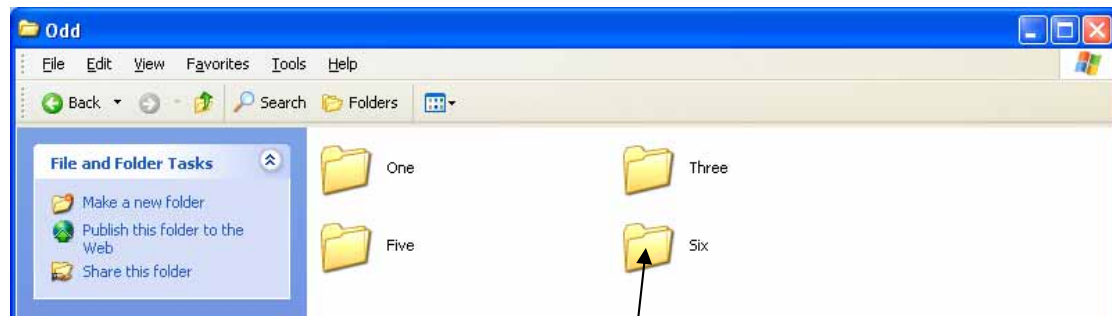 Odd
File Edit View Favorites Tools Help
Back Search Folders
File and Folder Tasks
Make a new folder
Publish this folder to the
Web
Share this folder
One Three
Five Six